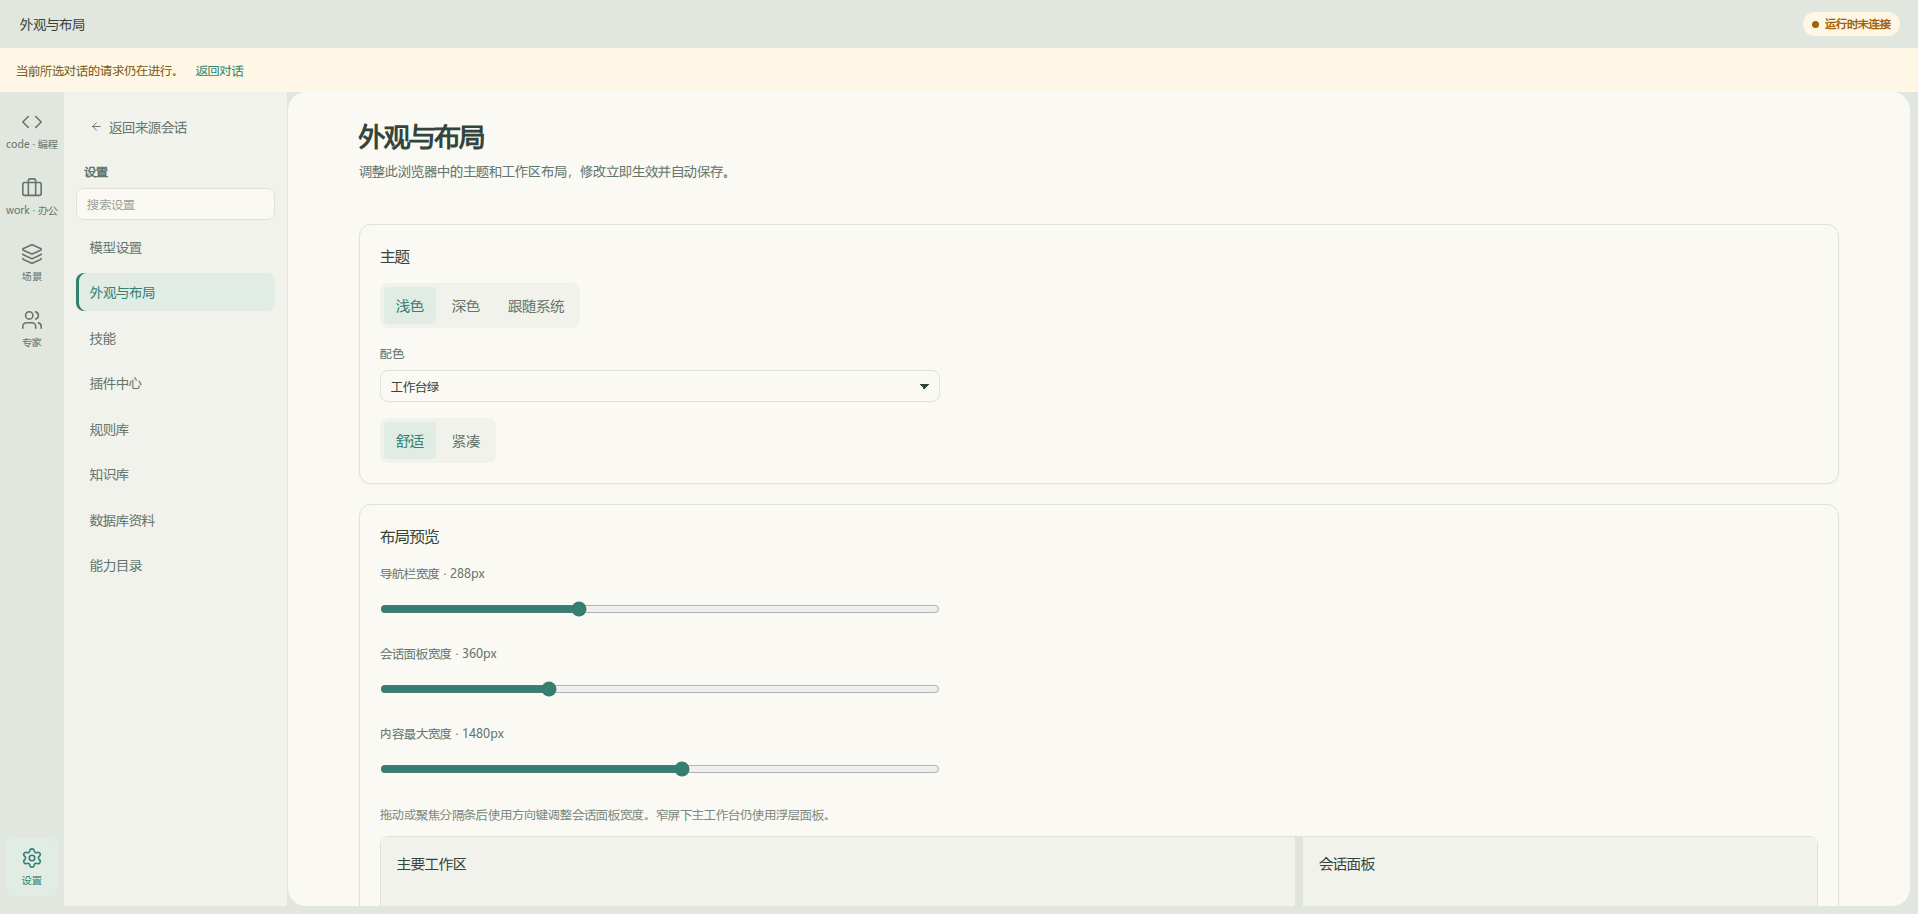 外观与布局
运行时未连接
当前所选对话的请求仍在进行。 返回对话
code · 编程
work · 办公
场景
专家
设置
← 返回来源会话
设置
搜索设置
模型设置
外观与布局
技能
插件中心
规则库
知识库
数据库资料
能力目录
外观与布局
调整此浏览器中的主题和工作区布局，修改立即生效并自动保存。
主题
浅色 深色 跟随系统
配色
工作台绿
舒适 紧凑
布局预览
导航栏宽度 · 288px
会话面板宽度 · 360px
内容最大宽度 · 1480px
拖动或聚焦分隔条后使用方向键调整会话面板宽度。窄屏下主工作台仍使用浮层面板。
主要工作区
会话面板